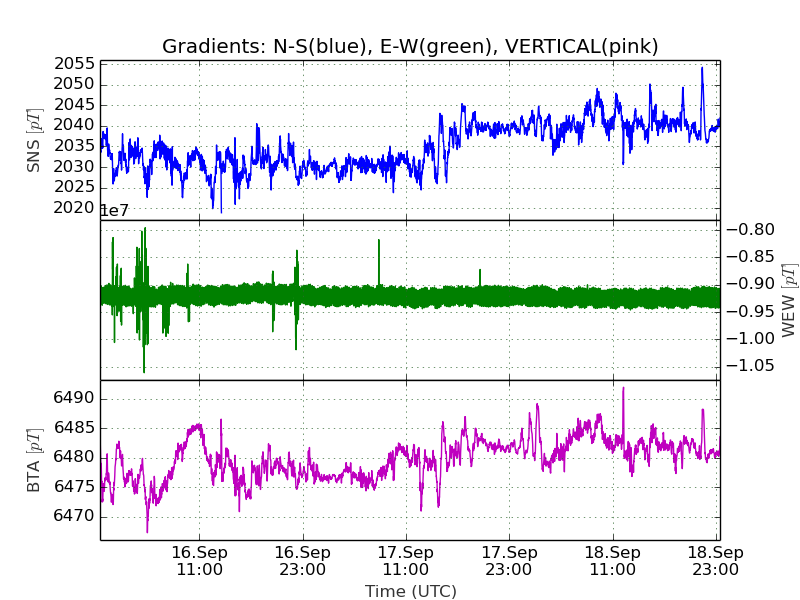 Gradients: N-S(blue), E-W(green), VERTICAL(pink)
2055
2050
2045
2040
2035
2030
2025
2020
SNS [pT]
1e7
−0.80
−0.85
−0.90
−0.95
−1.00
−1.05
WEW [pT]
6490
6485
6480
6475
6470
BTA [pT]
16.Sep 16.Sep 17.Sep 17.Sep 18.Sep 18.Sep
11:00 23:00 11:00 23:00 11:00 23:00
Time (UTC)